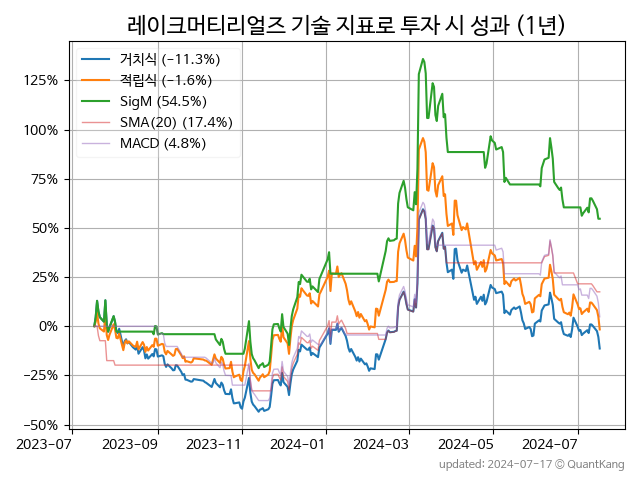 레이크머티리얼즈 기술 지표로 투자 시 성과 (1년)
거치식 (−11.3%)
적립식 (−1.6%)
SigM (54.5%)
SMA(20) (17.4%)
MACD (4.8%)
125%
100%
75%
50%
25%
0%
−25%
−50%
2023-07 2023-09 2023-11 2024-01 2024-03 2024-05 2024-07
updated: 2024-07-17 © QuantKang